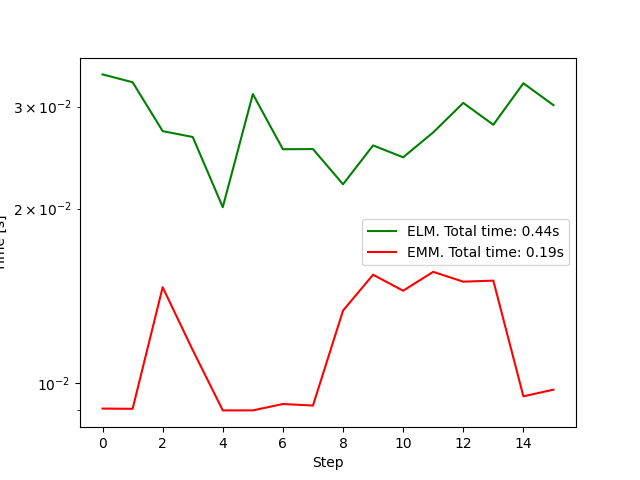 3 × 10⁻²
2 × 10⁻²
10⁻²
ELM. Total time: 0.44s
EMM. Total time: 0.19s
0 2 4 6 8 10 12 14
Step